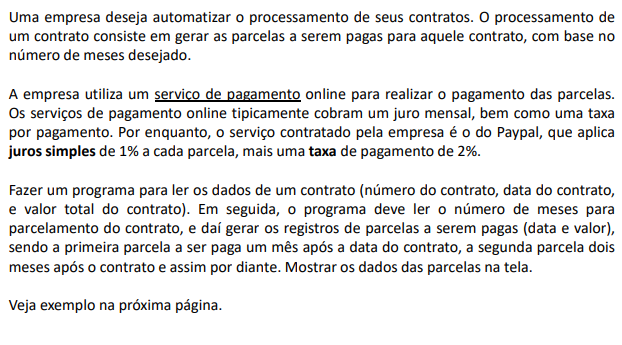 Uma empresa deseja automatizar o processamento de seus contratos. O processamento de
um contrato consiste em gerar as parcelas a serem pagas para aquele contrato, com base no
número de meses desejado.
A empresa utiliza um serviço de pagamento online para realizar o pagamento das parcelas.
Os serviços de pagamento online tipicamente cobram um juro mensal, bem como uma taxa
por pagamento. Por enquanto, o serviço contratado pela empresa é o do Paypal, que aplica
juros simples de 1% a cada parcela, mais uma taxa de pagamento de 2%.
Fazer um programa para ler os dados de um contrato (número do contrato, data do contrato,
e valor total do contrato). Em seguida, o programa deve ler o número de meses para
parcelamento do contrato, e daí gerar os registros de parcelas a serem pagas (data e valor),
sendo a primeira parcela a ser paga um mês após a data do contrato, a segunda parcela dois
meses após o contrato e assim por diante. Mostrar os dados das parcelas na tela.
Veja exemplo na próxima página.